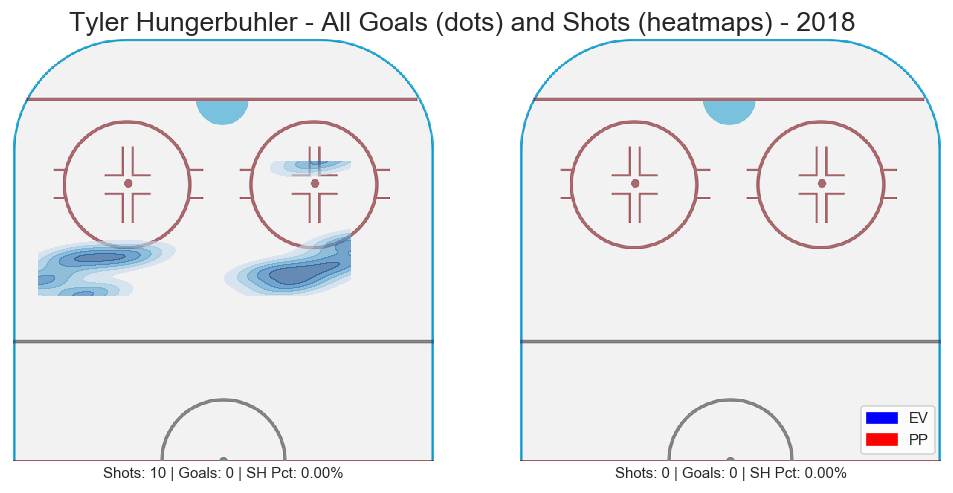 Tyler Hungerbuhler - All Goals (dots) and Shots (heatmaps) - 2018
EV
PP
Shots: 10 | Goals: 0 | SH Pct: 0.00%
Shots: 0 | Goals: 0 | SH Pct: 0.00%